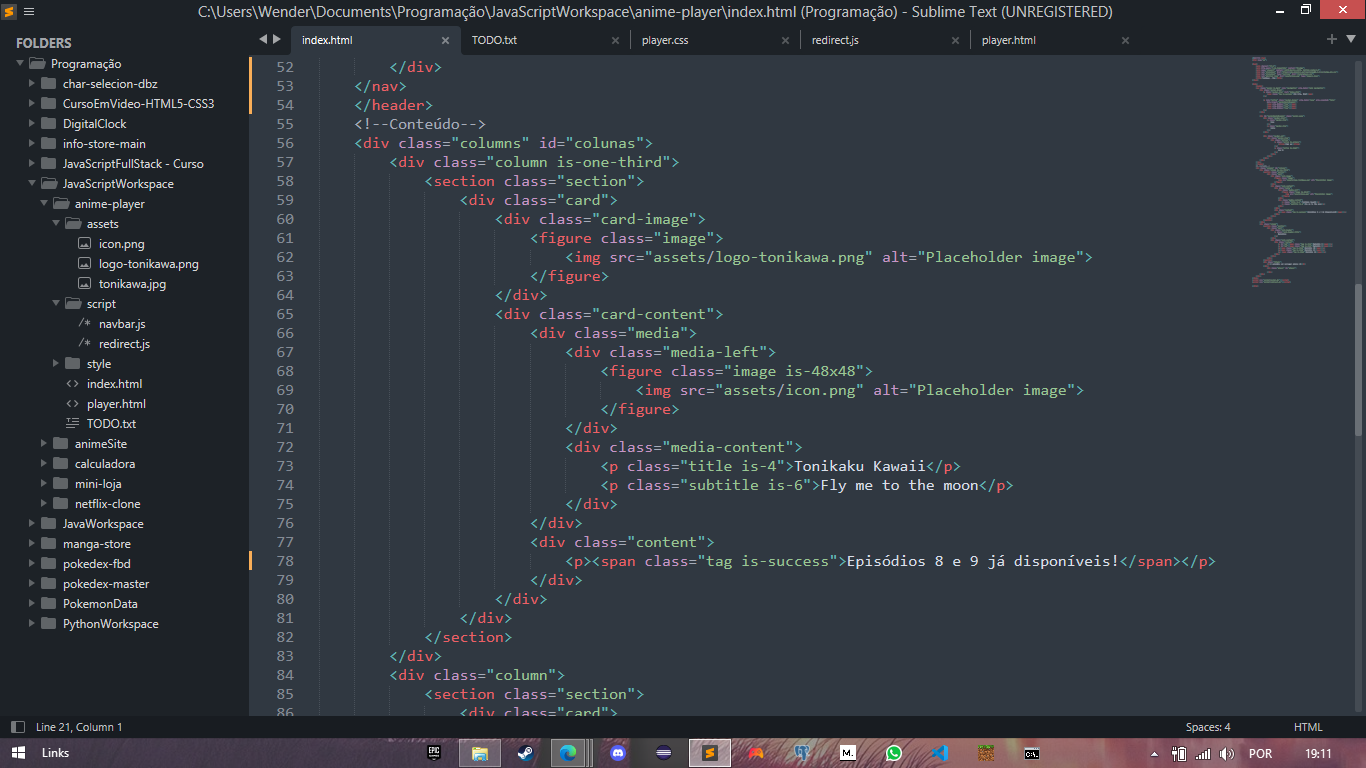 C:\Users\Wender\Documents\Programação\JavaScriptWorkspace\anime-player\index.html (Programação) - Sublime Text (UNREGISTERED)
FOLDERS
Programação
char-selecion-dbz
CursoEmVideo-HTML5-CSS3
DigitalClock
info-store-main
JavaScriptFullStack - Curso
JavaScriptWorkspace
anime-player
assets
icon.png
logo-tonikawa.png
tonikawa.jpg
script
/* navbar.js
/* redirect.js
style
<> index.html
<> player.html
TODO.txt
animeSite
calculadora
mini-loja
netflix-clone
JavaWorkspace
manga-store
pokedex-fbd
pokedex-master
PokemonData
PythonWorkspace
index.html × TODO.txt × player.css × redirect.js × player.html ×
52 </div>
53 </nav>
54 </header>
55 <!--Conteúdo-->
56 <div class="columns" id="colunas">
57 <div class="column is-one-third">
58 <section class="section">
59 <div class="card">
60 <div class="card-image">
61 <figure class="image">
62 <img src="assets/logo-tonikawa.png" alt="Placeholder image">
63 </figure>
64 </div>
65 <div class="card-content">
66 <div class="media">
67 <div class="media-left">
68 <figure class="image is-48x48">
69 <img src="assets/icon.png" alt="Placeholder image">
70 </figure>
71 </div>
72 <div class="media-content">
73 <p class="title is-4">Tonikaku Kawaii</p>
74 <p class="subtitle is-6">Fly me to the moon</p>
75 </div>
76 </div>
77 <div class="content">
78 <p><span class="tag is-success">Episódios 8 e 9 já disponíveis!</span></p>
79 </div>
80 </div>
81 </div>
82 </section>
83 </div>
84 <div class="column">
85 <section class="section">
86 <div class="card">
Line 21, Column 1
Spaces: 4
HTML
Links
EPIC
M.
POR
19:11